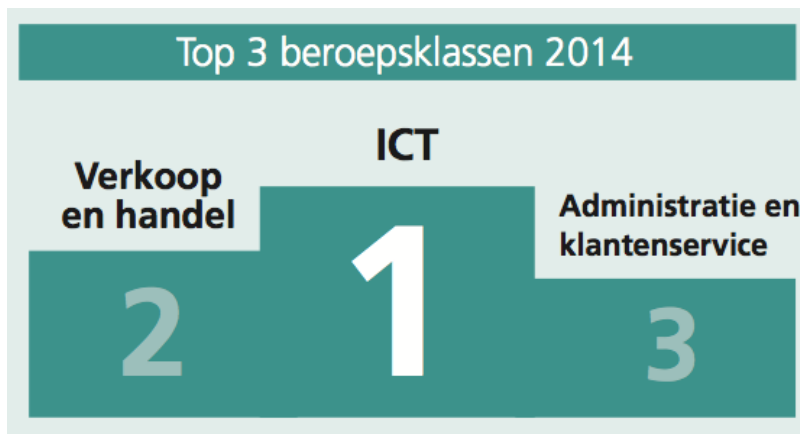 Top 3 beroepsklassen 2014
ICT
1
Verkoop
en handel
2
Administratie en
klantenservice
3